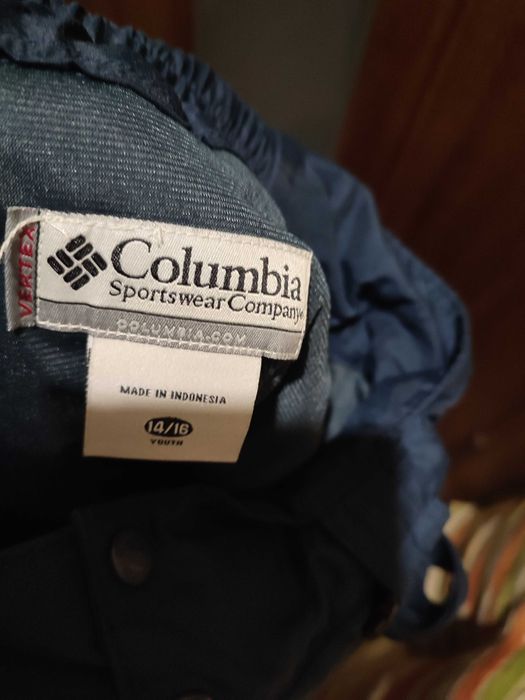 VERTEX
Columbia
Sportswear Company®
COLUMBIA.COM
MADE IN INDONESIA
14/16
YOUTH